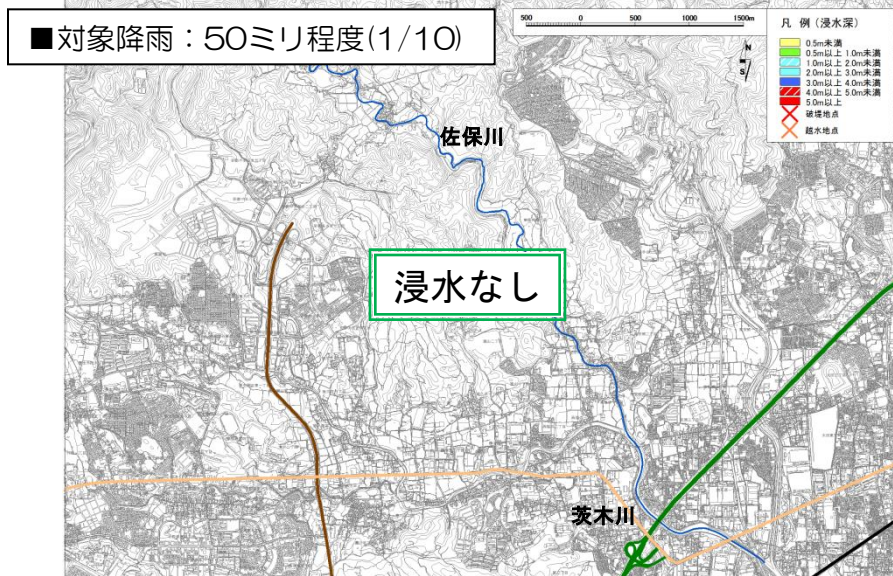 ■対象降雨：50ミリ程度(1/10)
500 0 500 1000 1500m
N
S
凡 例 (浸水深)
0.5m未満
0.5m以上 1.0m未満
1.0m以上 2.0m未満
2.0m以上 3.0m未満
3.0m以上 4.0m未満
4.0m以上 5.0m未満
5.0m以上
破堤地点
越水地点
佐保川
浸水なし
茨木川